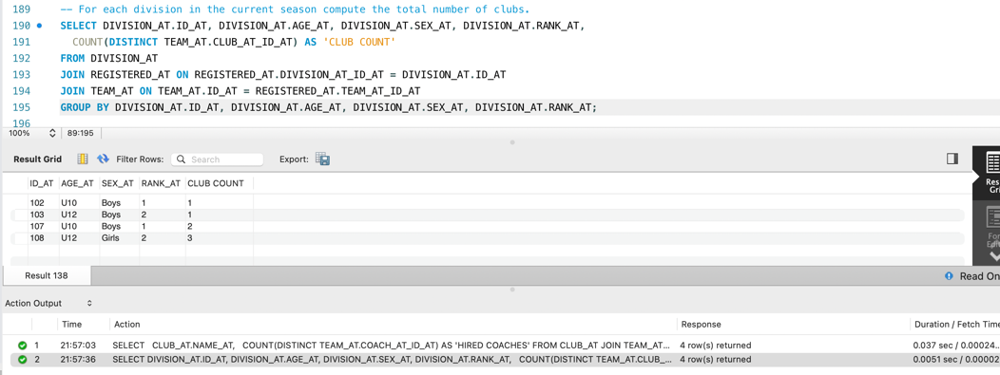 189 -- For each division in the current season compute the total number of clubs.
190 SELECT DIVISION_AT.ID_AT, DIVISION_AT.AGE_AT, DIVISION_AT.SEX_AT, DIVISION_AT.RANK_AT,
191 COUNT(DISTINCT TEAM_AT.CLUB_AT_ID_AT) AS 'CLUB COUNT'
192 FROM DIVISION_AT
193 JOIN REGISTERED_AT ON REGISTERED_AT.DIVISION_AT_ID_AT = DIVISION_AT.ID_AT
194 JOIN TEAM_AT ON TEAM_AT.ID_AT = REGISTERED_AT.TEAM_AT_ID_AT
195 GROUP BY DIVISION_AT.ID_AT, DIVISION_AT.AGE_AT, DIVISION_AT.SEX_AT, DIVISION_AT.RANK_AT;
196
100% 89:195
Result Grid Filter Rows: Search Export:
ID_AT AGE_AT SEX_AT RANK_AT CLUB COUNT
102 U10 Boys 1 1
103 U12 Boys 2 1
107 U10 Boys 1 2
108 U12 Girls 2 3
Res
Gri
For
Result 138 Read On
Action Output
Time Action Response Duration / Fetch Time
1 21:57:03 SELECT CLUB_AT.NAME_AT, COUNT(DISTINCT TEAM_AT.COACH_AT_ID_AT) AS 'HIRED COACHES' FROM CLUB_AT JOIN TEAM_AT... 4 row(s) returned 0.037 sec / 0.00024...
2 21:57:36 SELECT DIVISION_AT.ID_AT, DIVISION_AT.AGE_AT, DIVISION_AT.SEX_AT, DIVISION_AT.RANK_AT, COUNT(DISTINCT TEAM_AT.CLUB_... 4 row(s) returned 0.0051 sec / 0.00002